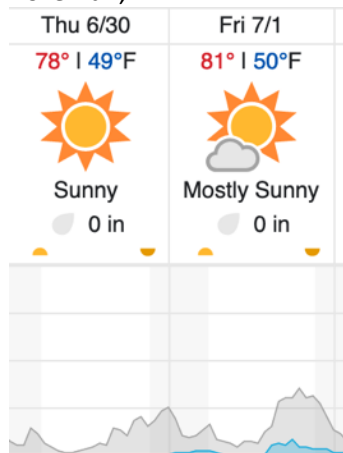 Thu 6/30
Fri 7/1
78° | 49°F
81° | 50°F
Sunny
Mostly Sunny
0 in
0 in